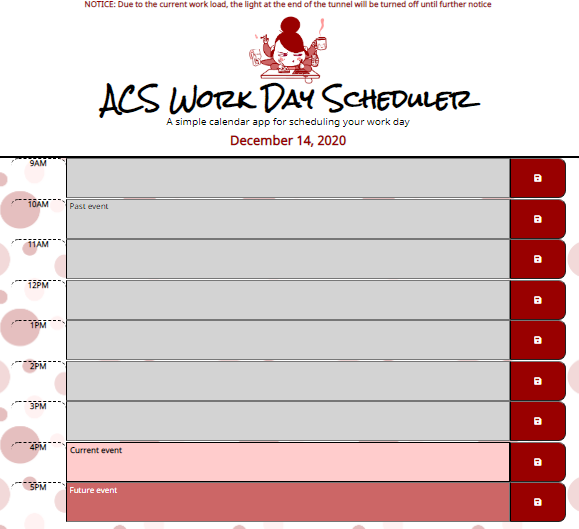 NOTICE: Due to the current work load, the light at the end of the tunnel will be turned off until further notice
ACS Work Day Scheduler
A simple calendar app for scheduling your work day
December 14, 2020
9AM
10AM
Past event
11AM
12PM
1PM
2PM
3PM
4PM
Current event
5PM
Future event